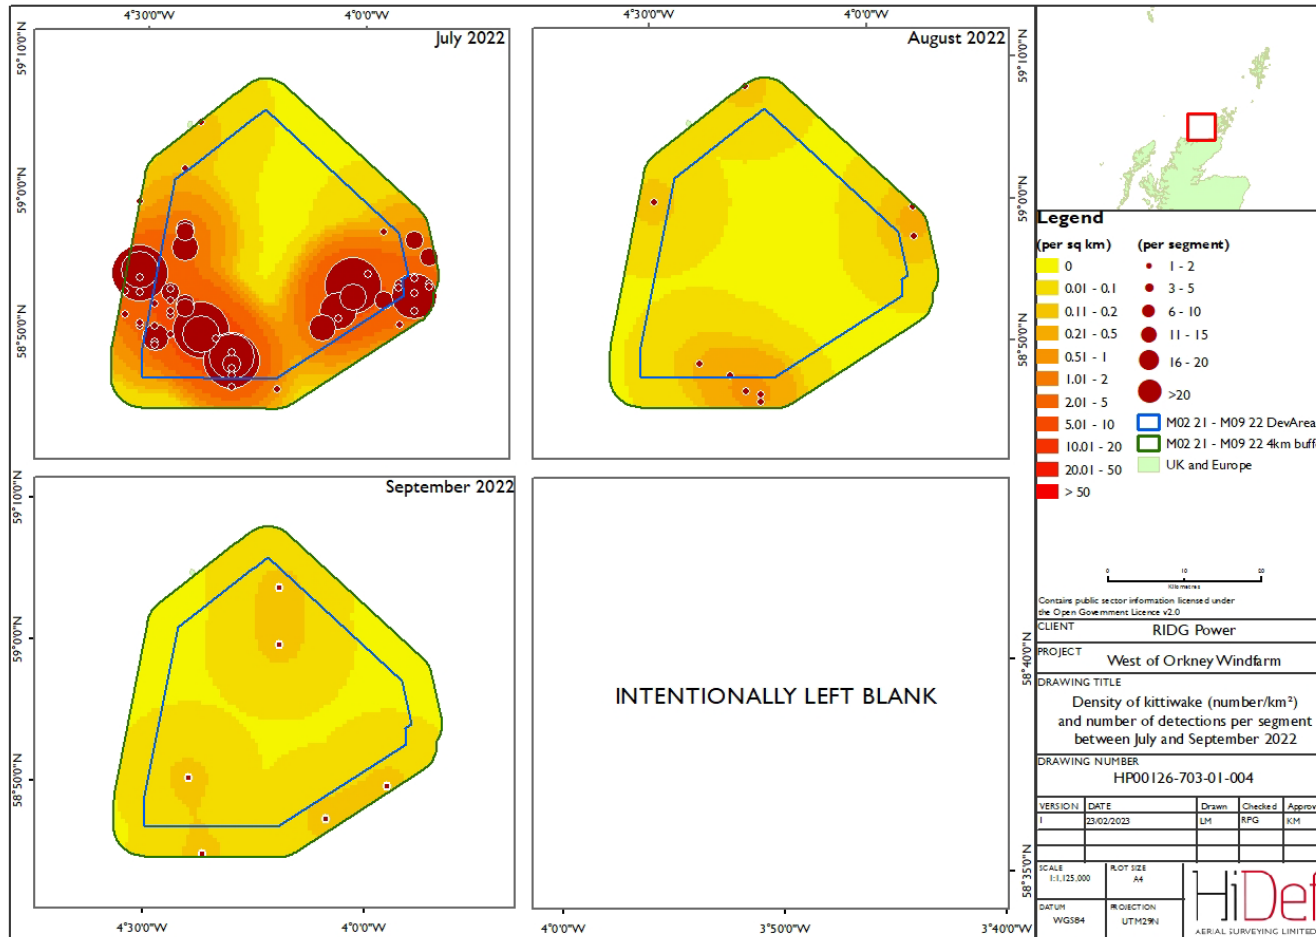 4°30'0"W
4°0'0"W
4°30'0"W
4°0'0"W
59°10'0"N
59°0'0"N
58°50'0"N
July 2022
August 2022
59°10'0"N
59°0'0"N
58°50'0"N
Legend
(per sq km)
(per segment)
0
0.01 - 0.1
0.11 - 0.2
0.21 - 0.5
0.51 - 1
1.01 - 2
2.01 - 5
5.01 - 10
10.01 - 20
20.01 - 50
> 50
1 - 2
3 - 5
6 - 10
11 - 15
16 - 20
>20
M02 21 - M09 22 DevArea
M02 21 - M09 22 4km buff
UK and Europe
59°10'0"N
59°0'0"N
58°50'0"N
September 2022
INTENTIONALLY LEFT BLANK
58°40'0"N
58°35'0"N
4°30'0"W
4°0'0"W
4°0'0"W
3°50'0"W
3°40'0"W
0 10 20
Kilometres
Contains public sector information licensed under
the Open Government Licence v2.0
CLIENT
RIDG Power
PROJECT
West of Orkney Windfarm
DRAWING TITLE
Density of kittiwake (number/km²)
and number of detections per segment
between July and September 2022
DRAWING NUMBER
HP00126-703-01-004
VERSION DATE Drawn Checked Approv
1 23/02/2023 LM RPG KM
SCALE
1:1,125,000
PLOT SIZE
A4
DATUM
WGS84
PROJECTION
UTM29N
HiDef
AERIAL SURVEYING LIMITED